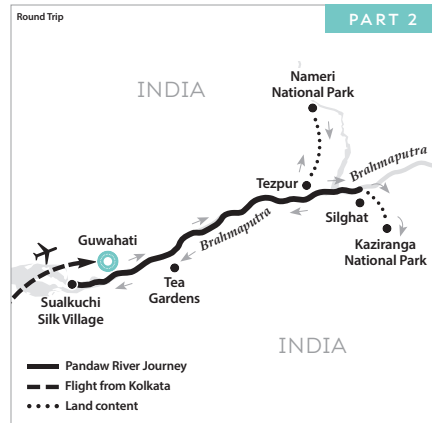 Round Trip
PART 2
INDIA
Nameri
National Park
Brahmaputra
Tezpur
Silghat
Kaziranga
National Park
Brahmaputra
Guwahati
Tea
Gardens
Sualkuchi
Silk Village
INDIA
Pandaw River Journey
Flight from Kolkata
Land content